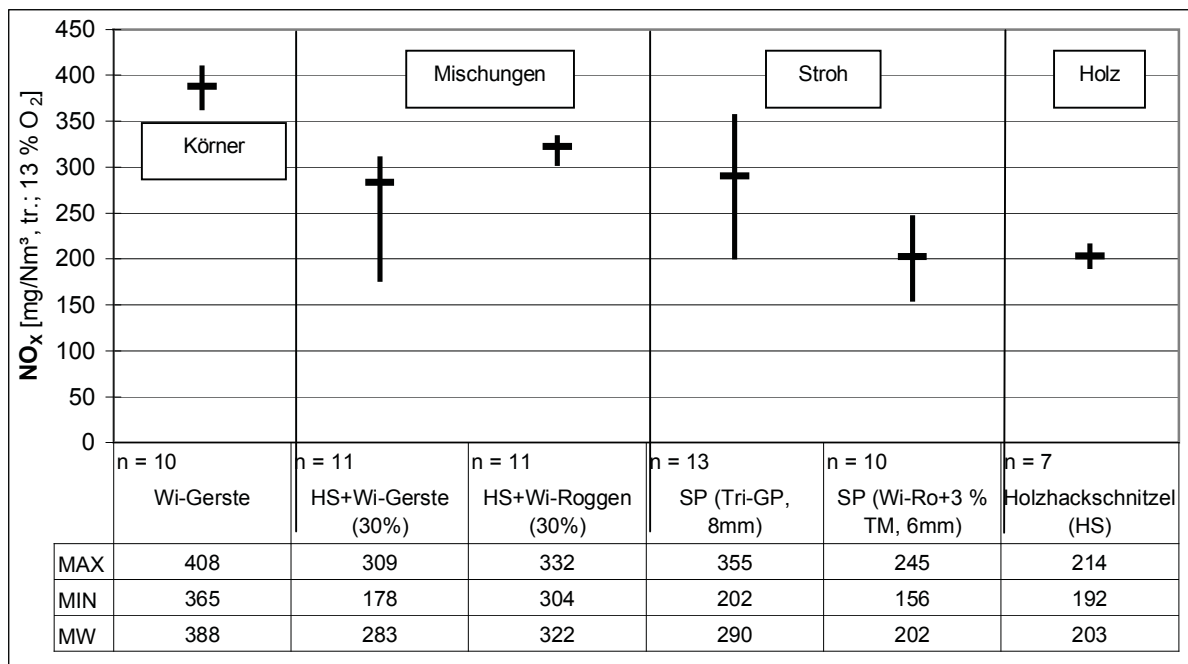 NOX [mg/Nm³, tr.; 13 % O2]
450
400
350
300
250
200
150
100
50
0
Körner
Mischungen
Stroh
Holz
n = 10 n = 11 n = 11 n = 13 n = 10 n = 7
Wi-Gerste HS+Wi-Gerste HS+Wi-Roggen SP (Tri-GP, SP (Wi-Ro+3 % Holzhackschnitzel
(30%) (30%) 8mm) TM, 6mm) (HS)
MAX 408 309 332 355 245 214
MIN 365 178 304 202 156 192
MW 388 283 322 290 202 203